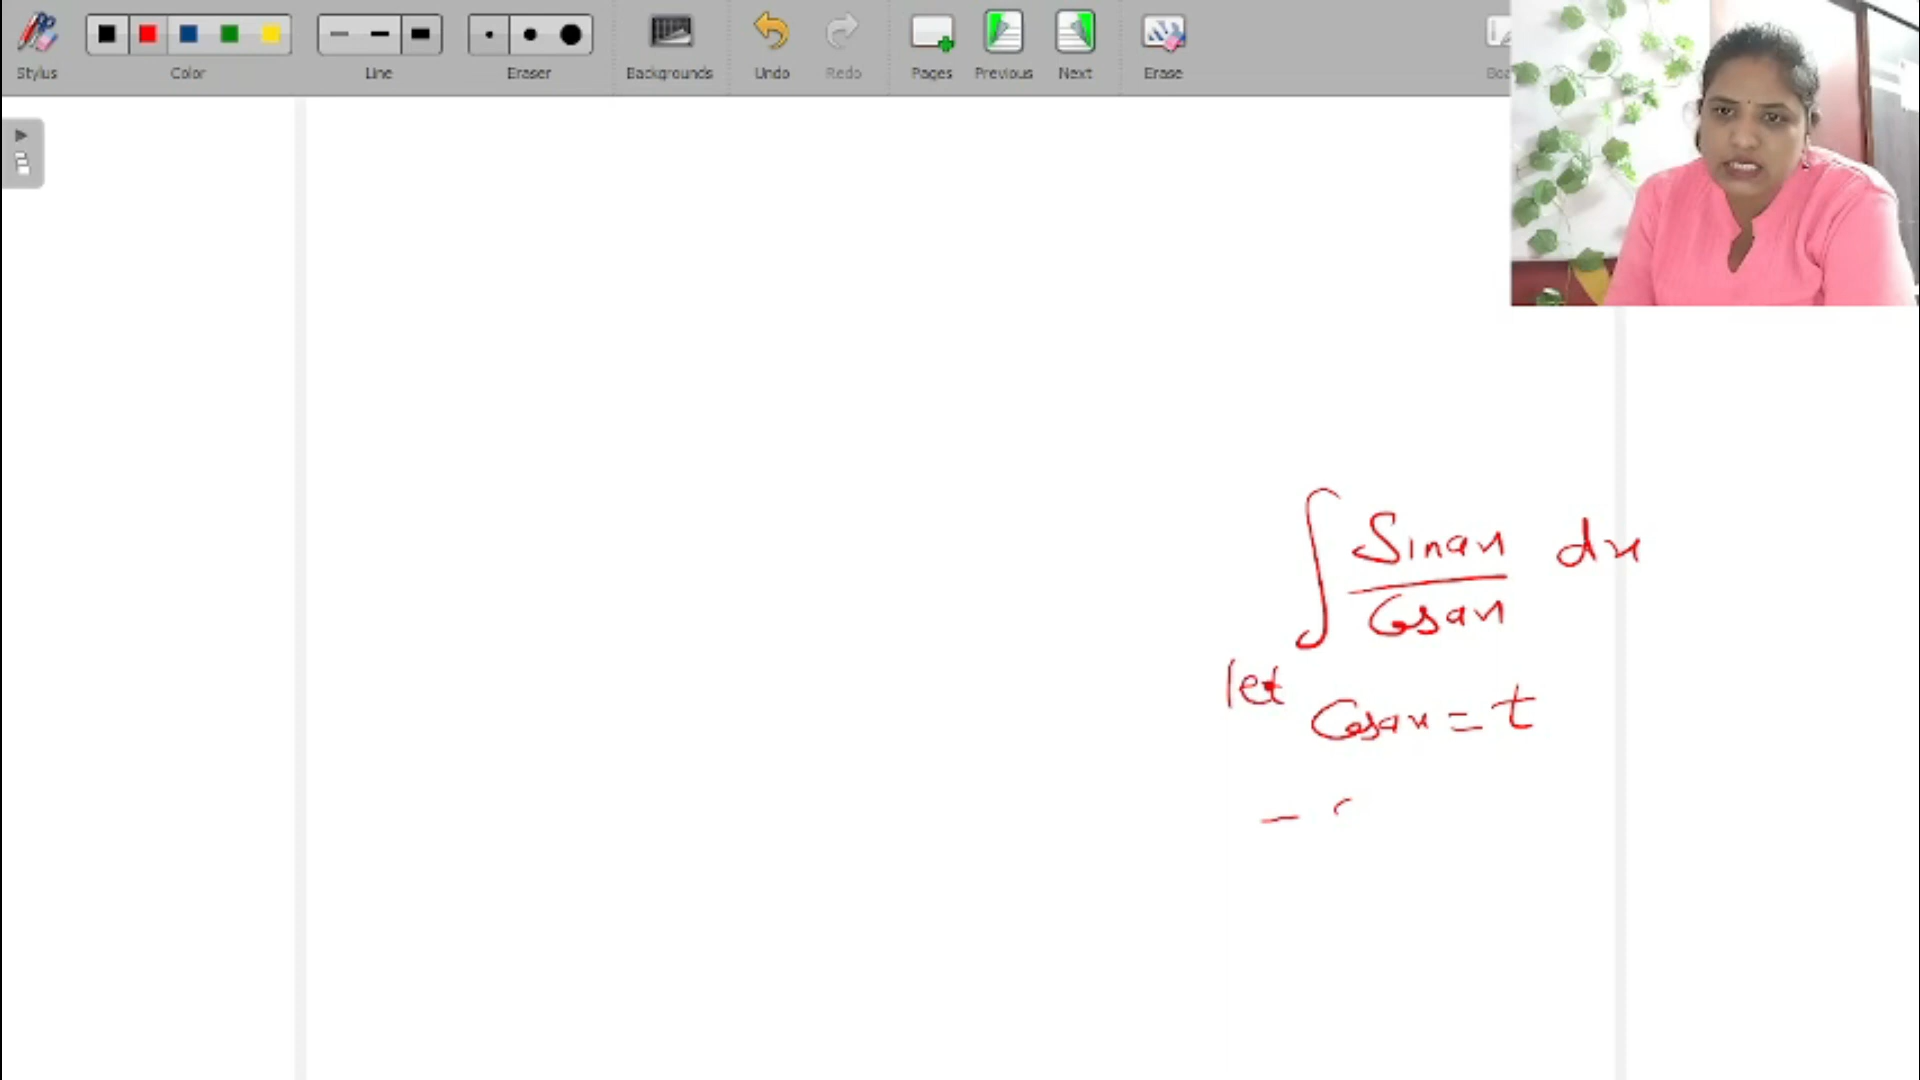 Stylus Color Line Eraser Backgrounds Undo Redo Pages Previous Next Erase
∫ Sinax dx
Cosax
let
Cosax = t
-